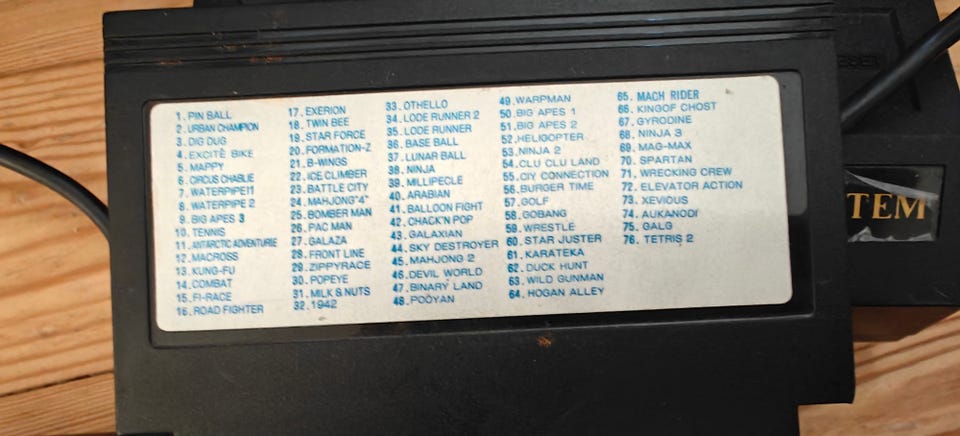 1. PIN BALL
2. URBAN CHAMPION
3. DIG DUG
4. EXCITE BIKE
5. MAPPY
6. CIRCUS CHABLIE
7. WATERPIPE11
8. WATERPIPE 2
9. BIG APES 3
10. TENNIS
11. ANTARCTIC ADVENTURIE
12. MACROSS
13. KUNG-FU
14. COMBAT
15. FI-RACE
16. ROAD FIGHTER
17. EXERION
18. TWIN BEE
19. STAR FORCE
20. FORMATION-Z
21. B-WINGS
22. ICE CLIMBER
23. BATTLE CITY
24. MAHJONG"4"
25. BOMBER MAN
26. PAC MAN
27. GALAZA
28. FRONT LINE
29. ZIPPYRACE
30. POPEYE
31. MILK & NUTS
32. 1942
33. OTHELLO
34. LODE RUNNER 2
35. LODE RUNNER
36. BASE BALL
37. LUNAR BALL
38. NINJA
39. MILLIPECLE
40. ARABIAN
41. BALLOON FIGHT
42. CHACK'N POP
43. GALAXIAN
44. SKY DESTROYER
45. MAHJONG 2
46. DEVIL WORLD
47. BINARY LAND
48. POOYAN
49. WARPMAN
50. BIG APES 1
51. BIG APES 2
52. HELICOPTER
53. NINJA 2
54. CLU CLU LAND
55. CIY CONNECTION
56. BURGER TIME
57. GOLF
58. GOBANG
59. WRESTLE
60. STAR JUSTER
61. KARATEKA
62. DUCK HUNT
63. WILD GUNMAN
64. HOGAN ALLEY
65. MACH RIDER
66. KINGOF CHOST
67. GYRODINE
68. NINJA 3
69. MAG-MAX
70. SPARTAN
71. WRECKING CREW
72. ELEVATOR ACTION
73. XEVIOUS
74. AUKANODI
75. GALG
76. TETRIS 2
TEM